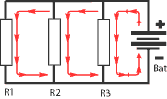 +
-
R1 R2 R3 Bat